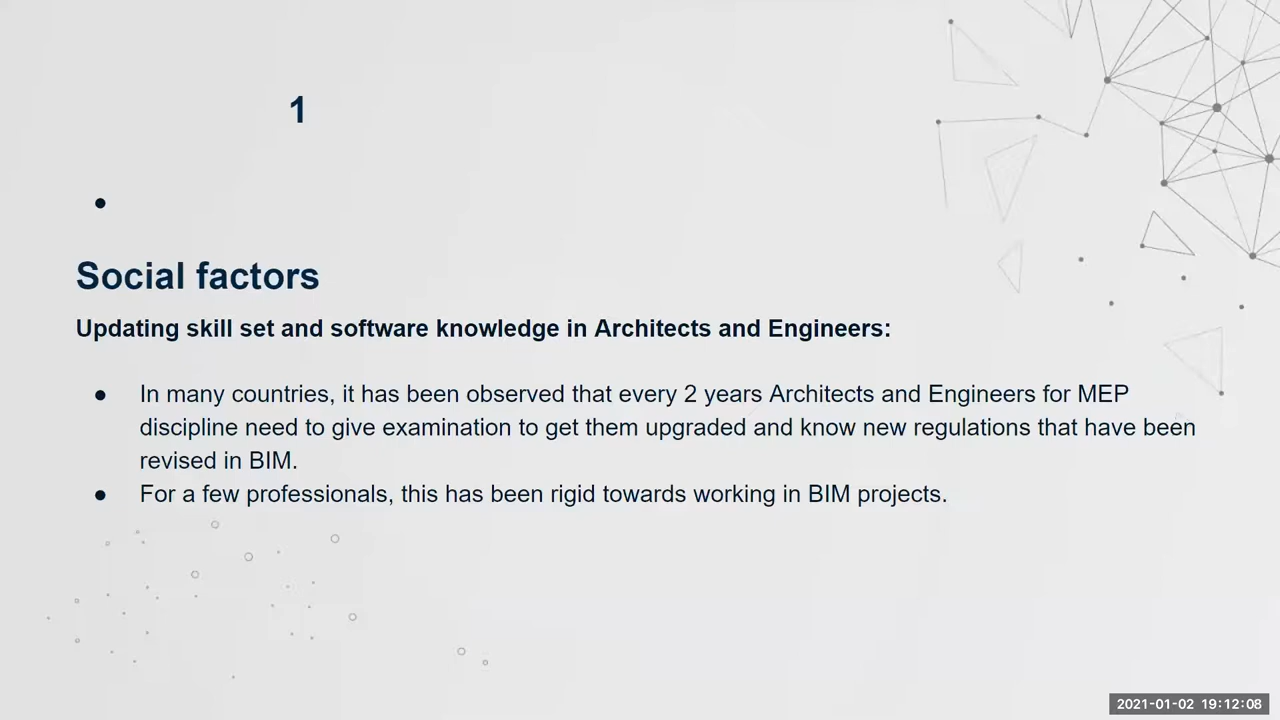 1
●
Social factors
Updating skill set and software knowledge in Architects and Engineers:
● In many countries, it has been observed that every 2 years Architects and Engineers for MEP
discipline need to give examination to get them upgraded and know new regulations that have been
revised in BIM.
● For a few professionals, this has been rigid towards working in BIM projects.
2021-01-02 19:12:08